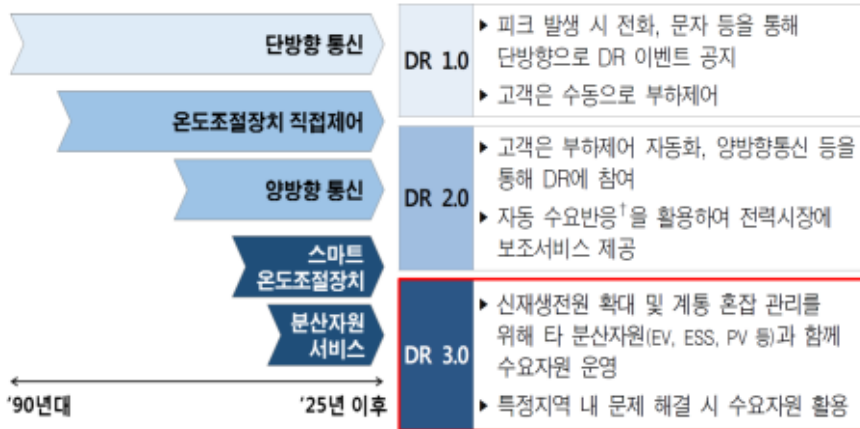 단방향 통신
온도조절장치 직접제어
양방향 통신
스마트
온도조절장치
분산자원
서비스
'90년대
'25년 이후
DR 1.0
▸ 피크 발생 시 전화, 문자 등을 통해
단방향으로 DR 이벤트 공지
▸ 고객은 수동으로 부하제어
DR 2.0
▸ 고객은 부하제어 자동화, 양방향통신 등을
통해 DR에 참여
▸ 자동 수요반응†을 활용하여 전력시장에
보조서비스 제공
DR 3.0
▸ 신재생전원 확대 및 계통 혼잡 관리를
위해 타 분산자원(EV, ESS, PV 등)과 함께
수요자원 운영
▸ 특정지역 내 문제 해결 시 수요자원 활용